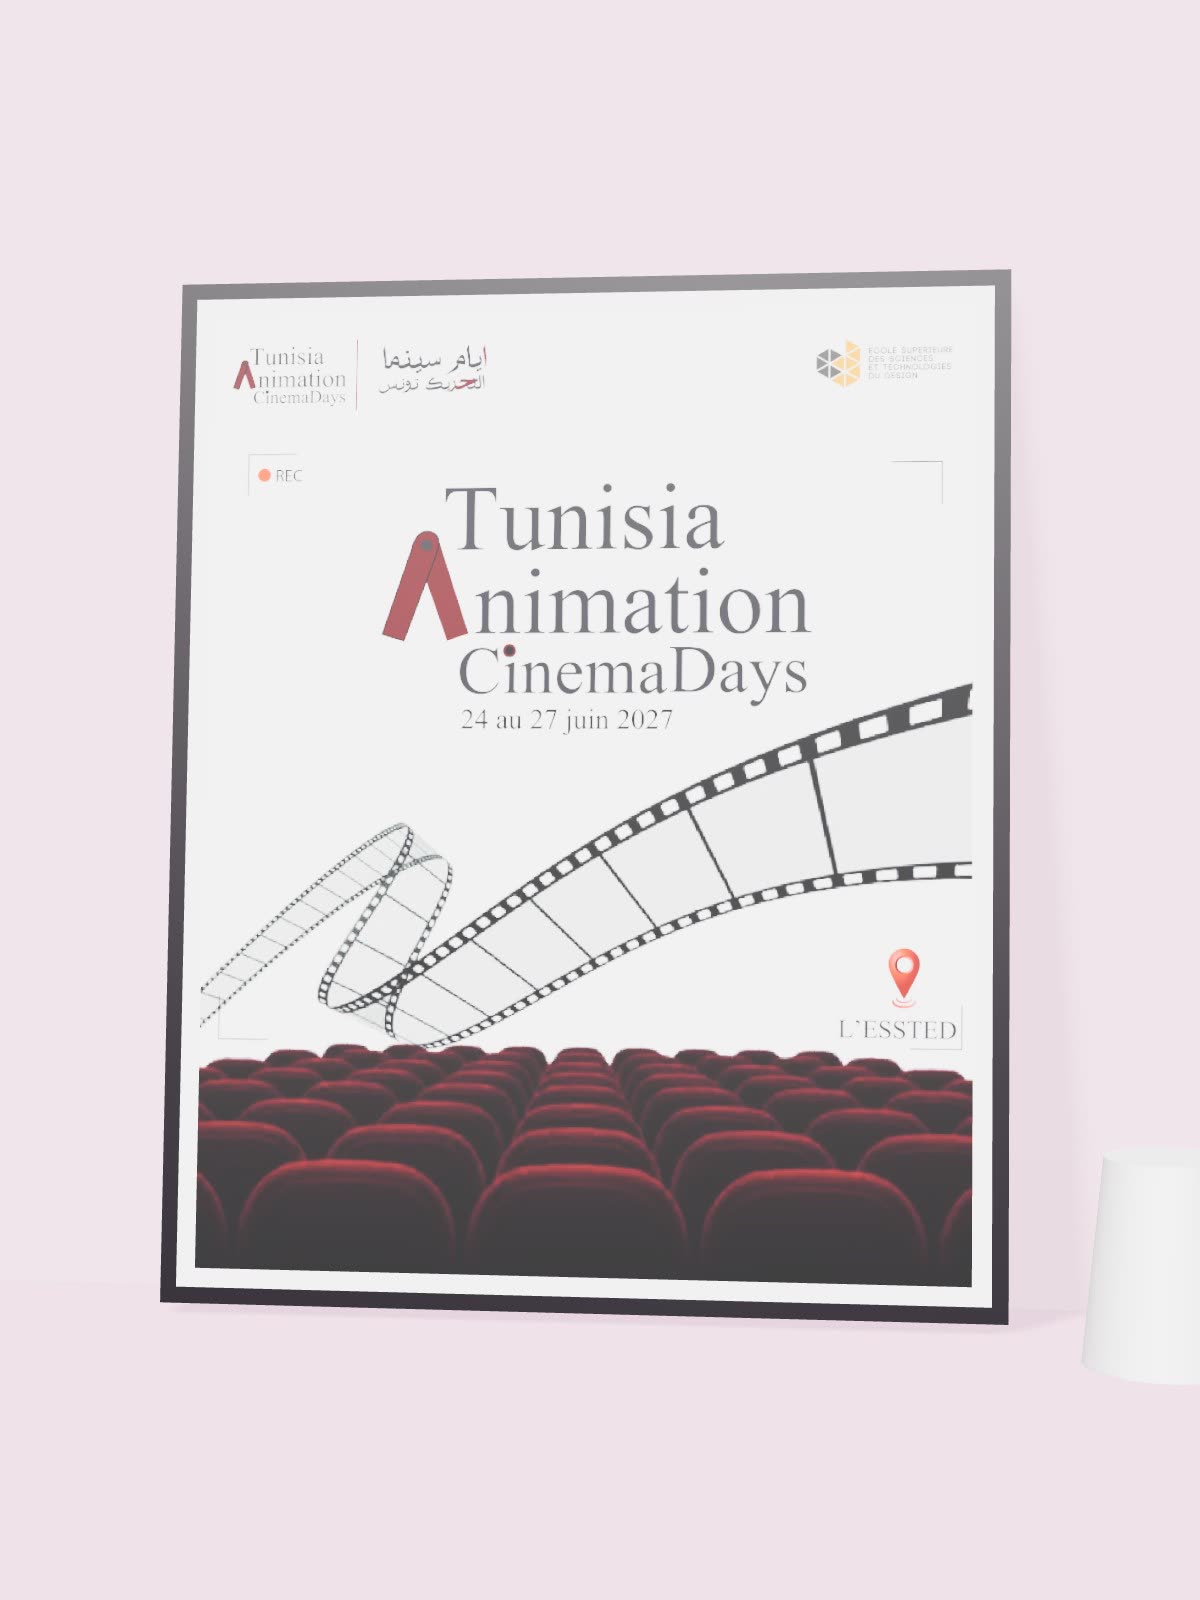 Tunisia
Animation
CinemaDays
ايام سينما
التحريك تونس
ECOLE SUPERIEURE
DES SCIENCES
ET TECHNOLOGIES
DU DESIGN
REC
Tunisia
Animation
CinemaDays
24 au 27 juin 2027
L'ESSTED